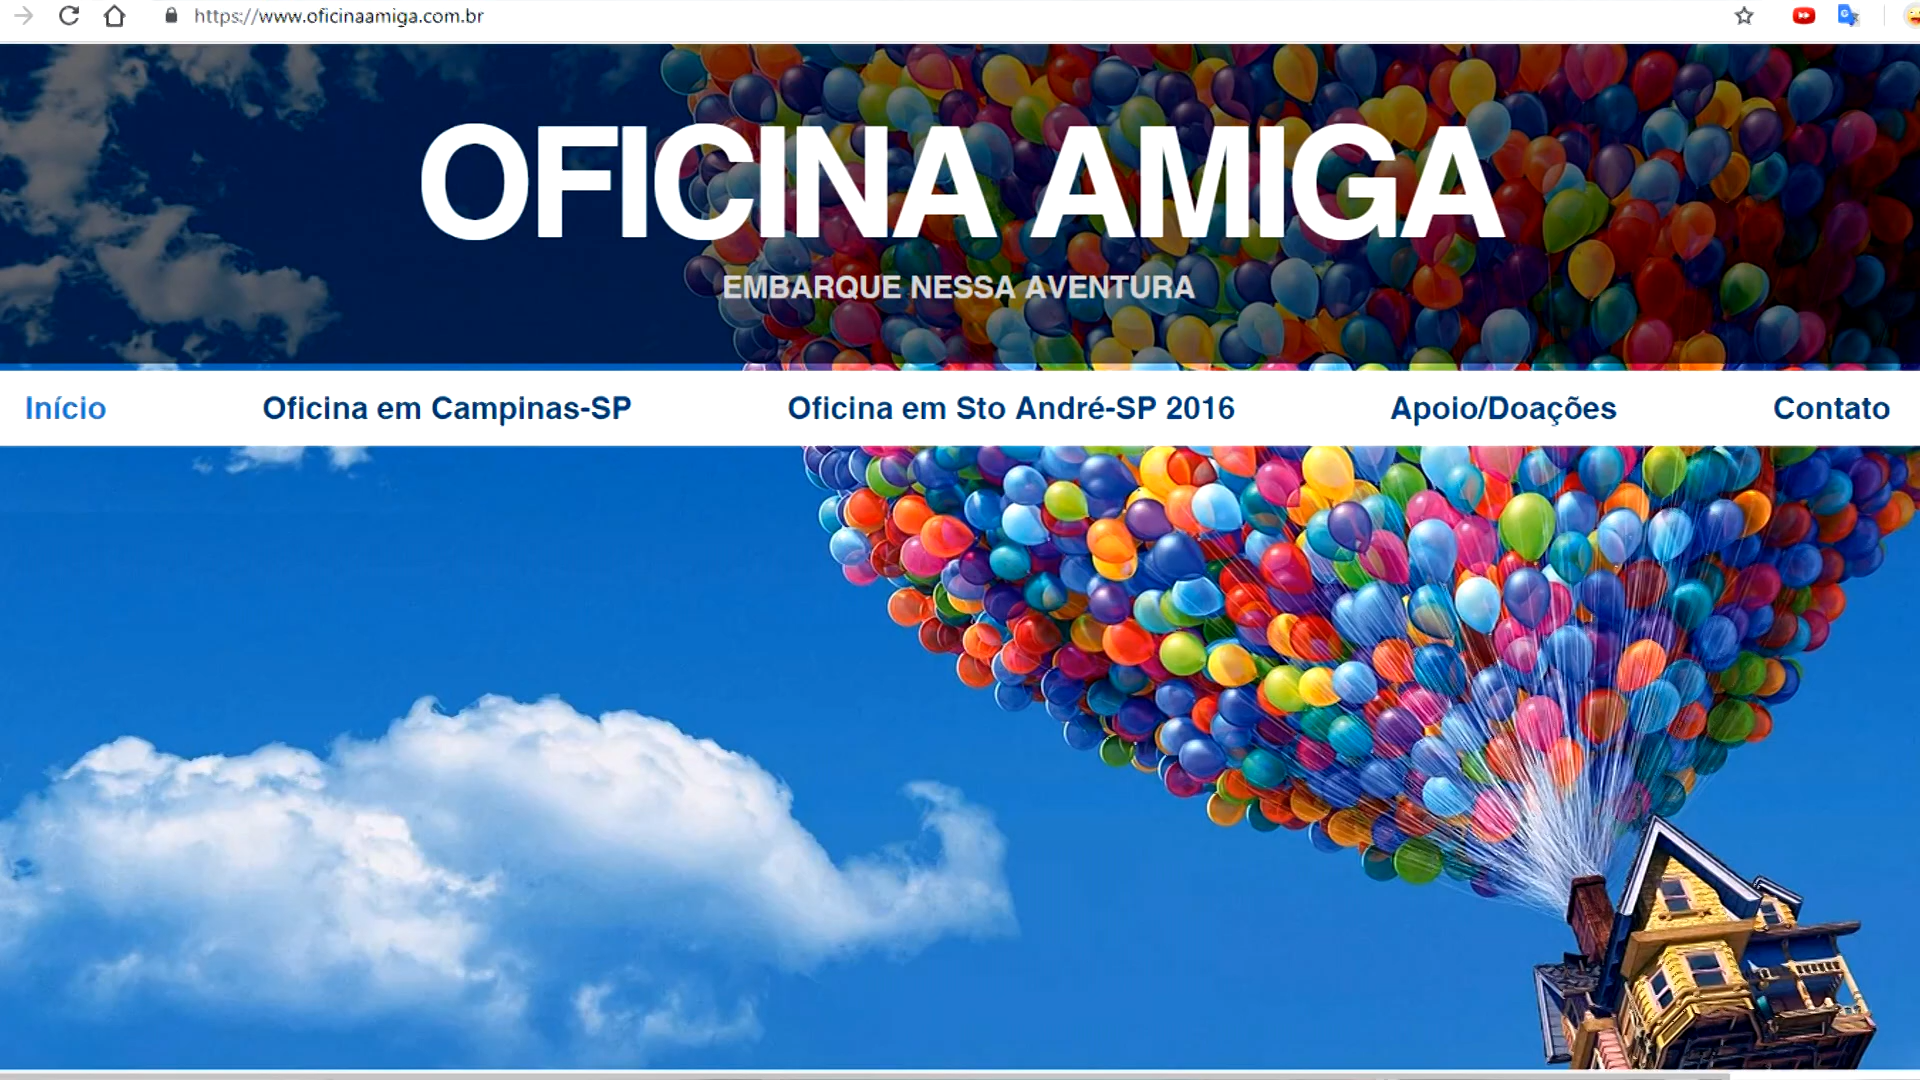 https://www.oficinaamiga.com.br
OFICINA AMIGA
EMBARQUE NESSA AVENTURA
Início Oficina em Campinas-SP Oficina em Sto André-SP 2016 Apoio/Doações Contato